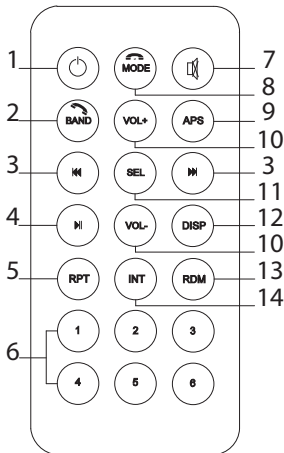 1 MODE 7
8
2 BAND VOL+ APS 9
10
3 SEL 3
11
4 VOL- DISP 12
10
5 RPT INT RDM 13
14
1 2 3
6
4 5 6